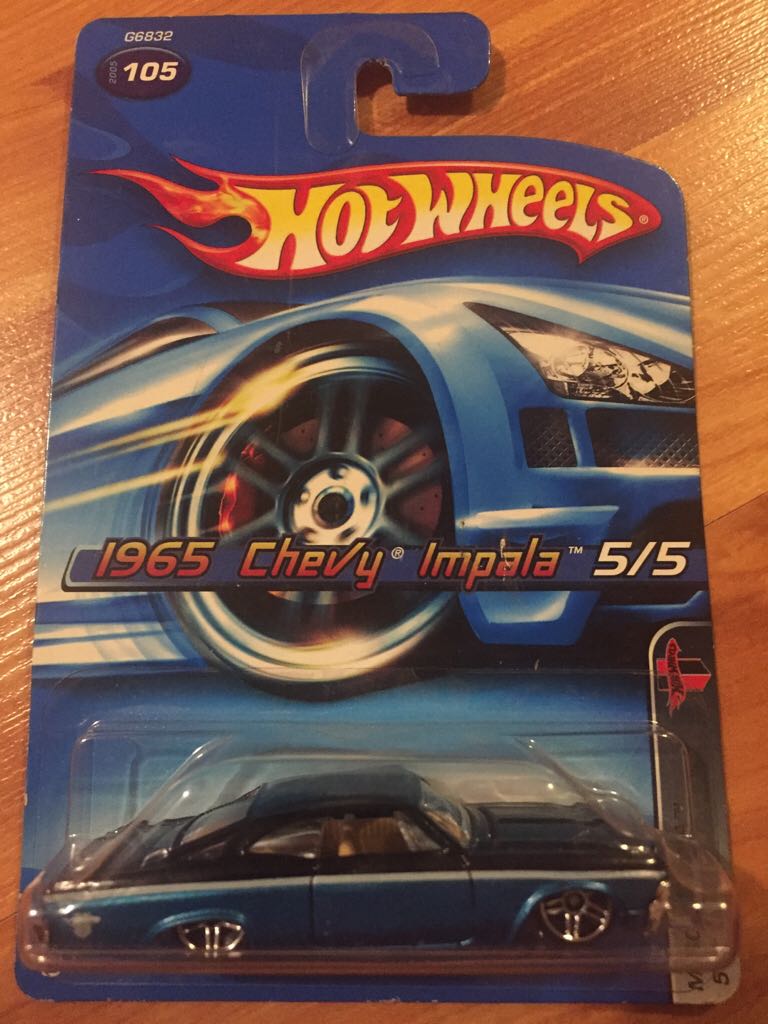 G6832
2005
105
HOT WHEELS®
1965 Chevy® Impala™ 5/5